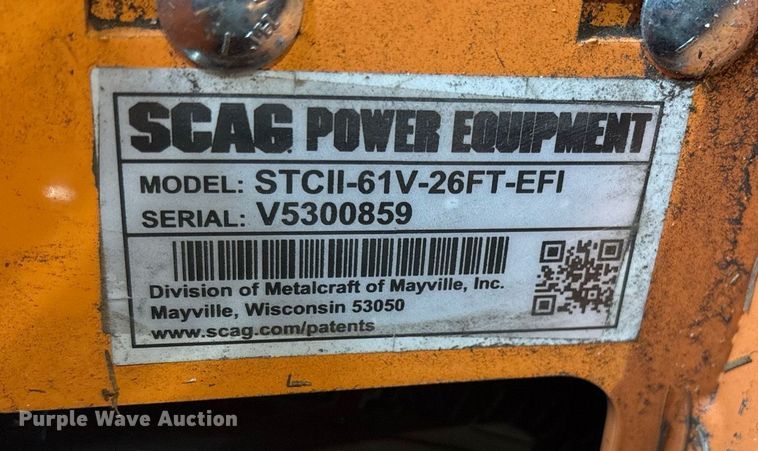 SCAG POWER EQUIPMENT
MODEL: STCII-61V-26FT-EFI
SERIAL: V5300859
Division of Metalcraft of Mayville, Inc.
Mayville, Wisconsin 53050
www.scag.com/patents
Purple Wave Auction